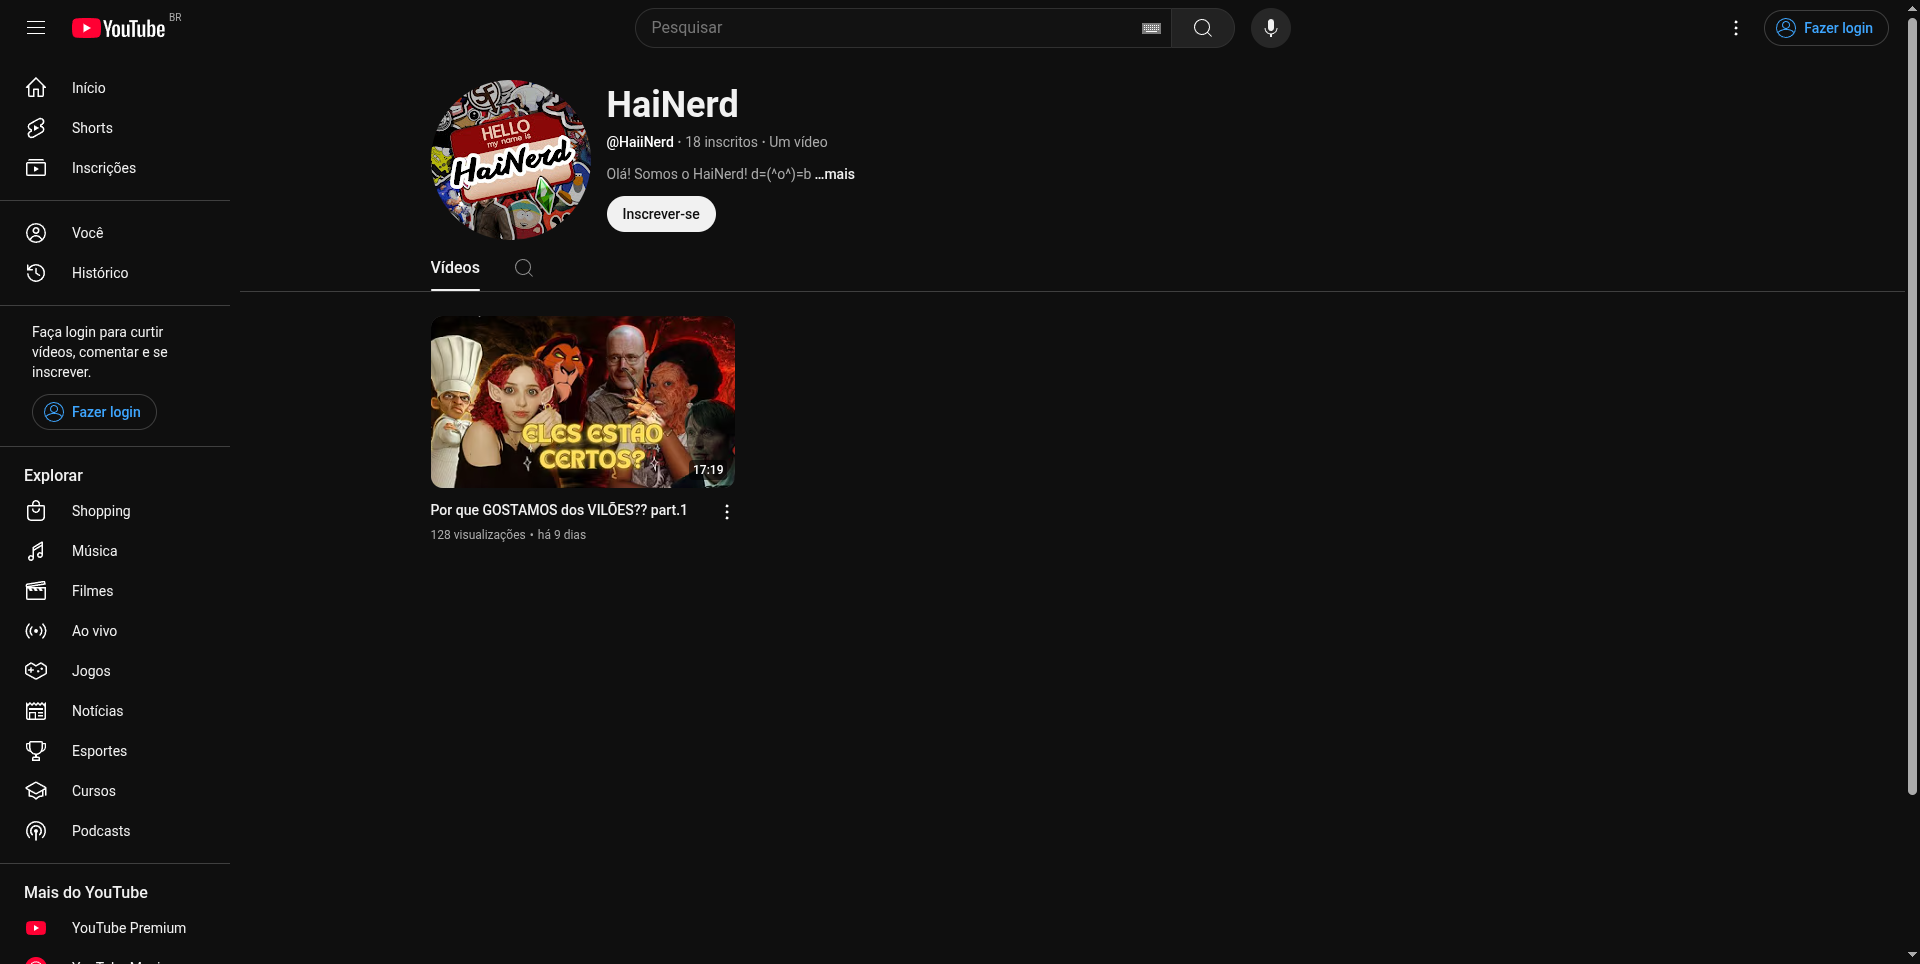 YouTube BR
Pesquisar
Fazer login
Início
Shorts
Inscrições
Você
Histórico
Faça login para curtir
vídeos, comentar e se
inscrever.
Fazer login
Explorar
Shopping
Música
Filmes
Ao vivo
Jogos
Notícias
Esportes
Cursos
Podcasts
Mais do YouTube
YouTube Premium
HELLO
my name is
HaiNerd
HaiNerd
@HaiiNerd · 18 inscritos · Um vídeo
Olá! Somos o HaiNerd! d=(^o^)=b ...mais
Inscrever-se
Vídeos
ELES ESTÃO
CERTOS?
17:19
Por que GOSTAMOS dos VILÕES?? part.1
128 visualizações • há 9 dias